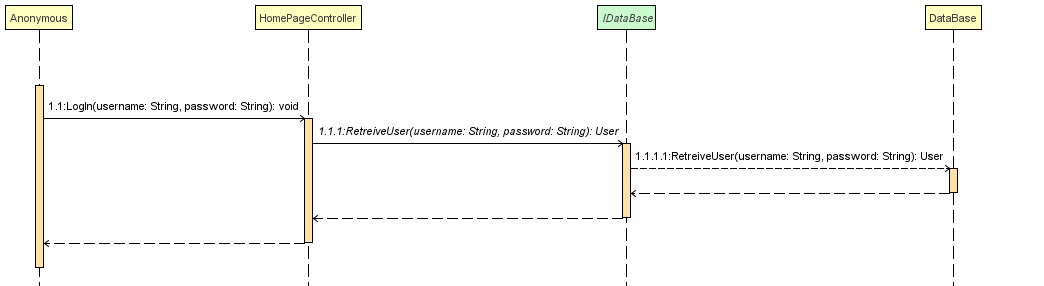 Anonymous
HomePageController
IDataBase
DataBase
1.1:LogIn(username: String, password: String): void
1.1.1:RetreiveUser(username: String, password: String): User
1.1.1.1:RetreiveUser(username: String, password: String): User